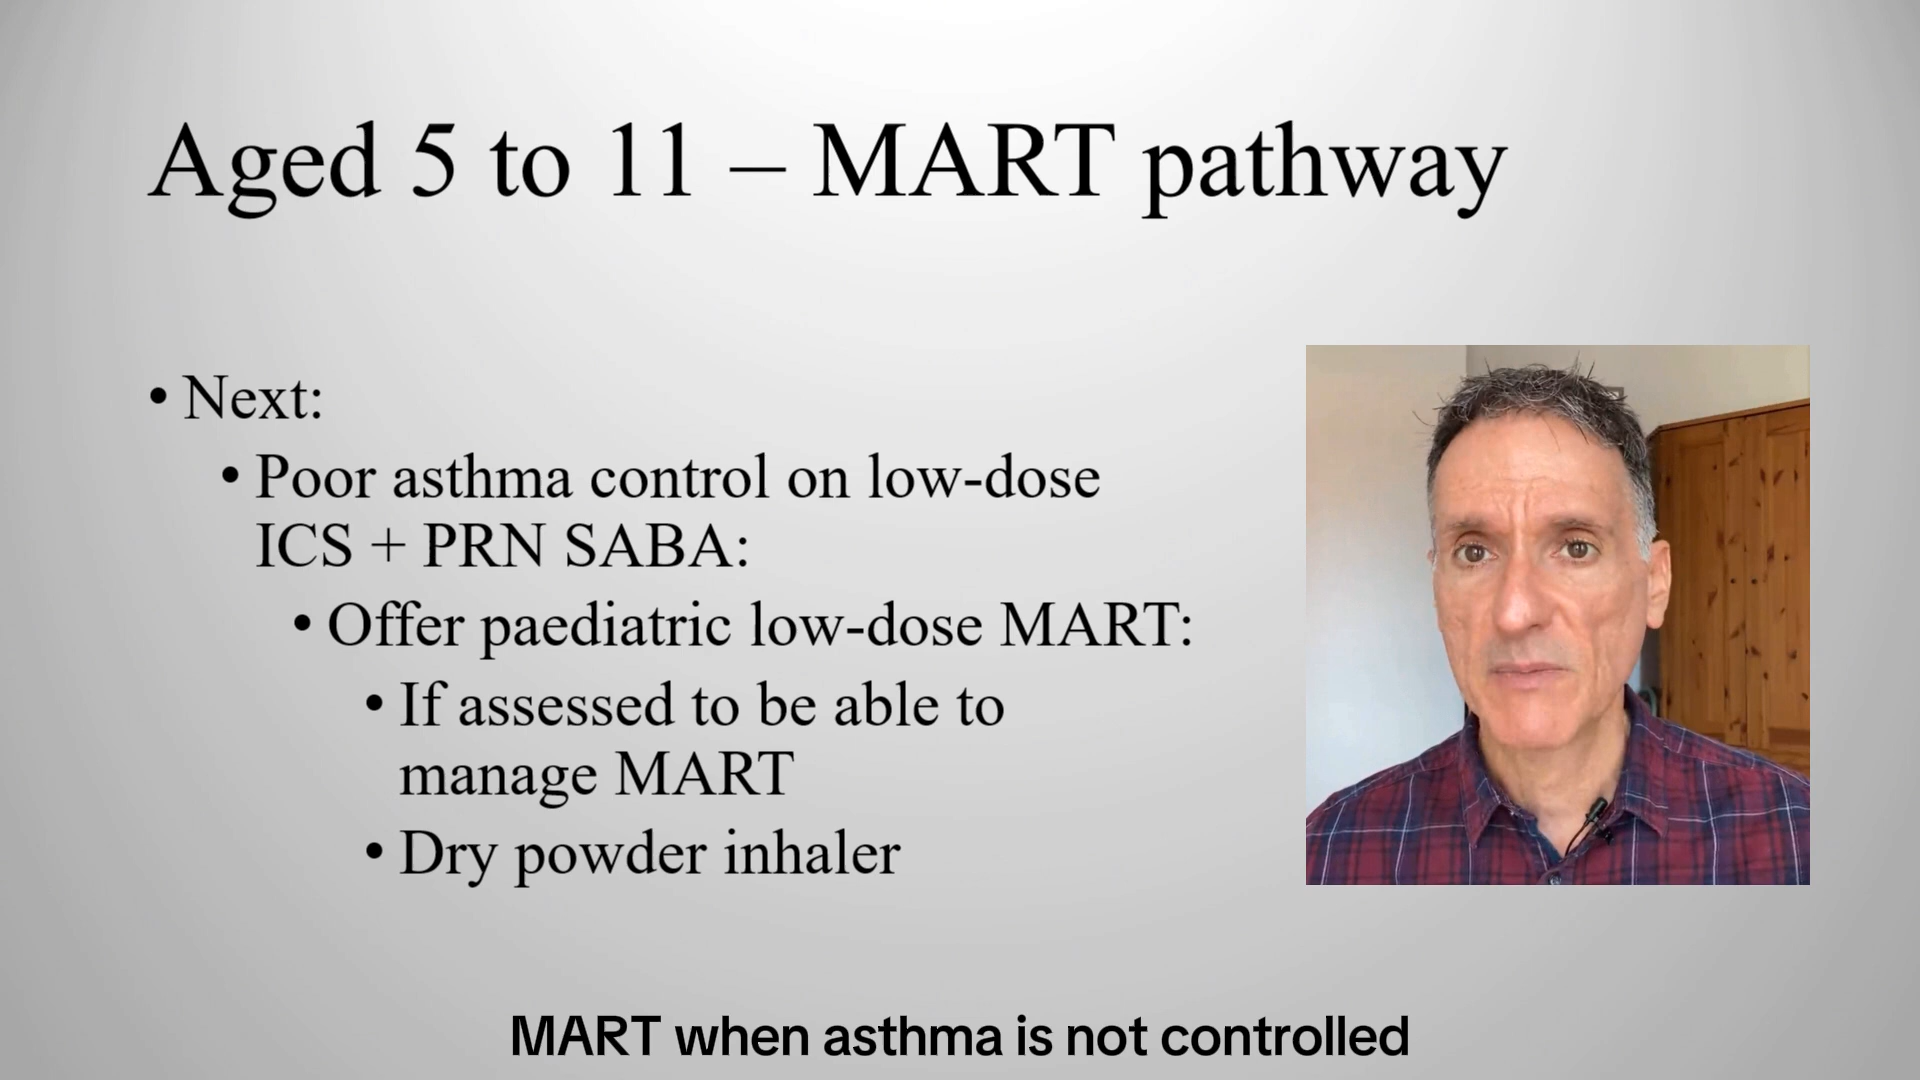 Aged 5 to 11 – MART pathway
• Next:
• Poor asthma control on low-dose
ICS + PRN SABA:
• Offer paediatric low-dose MART:
• If assessed to be able to
manage MART
• Dry powder inhaler
MART when asthma is not controlled